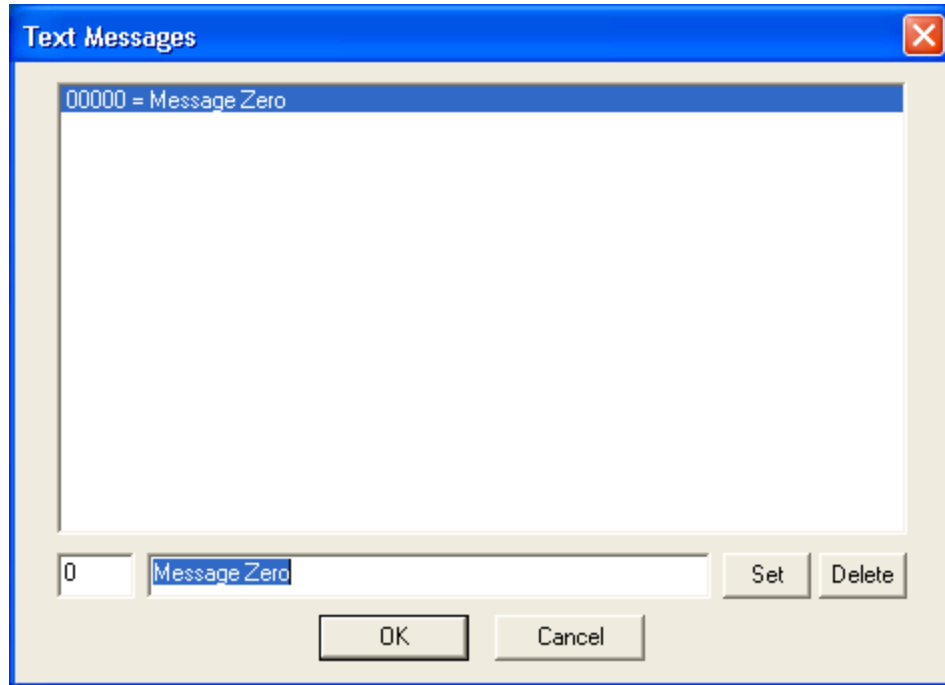 Text Messages
00000 = Message Zero
0 Message Zero Set Delete
OK Cancel